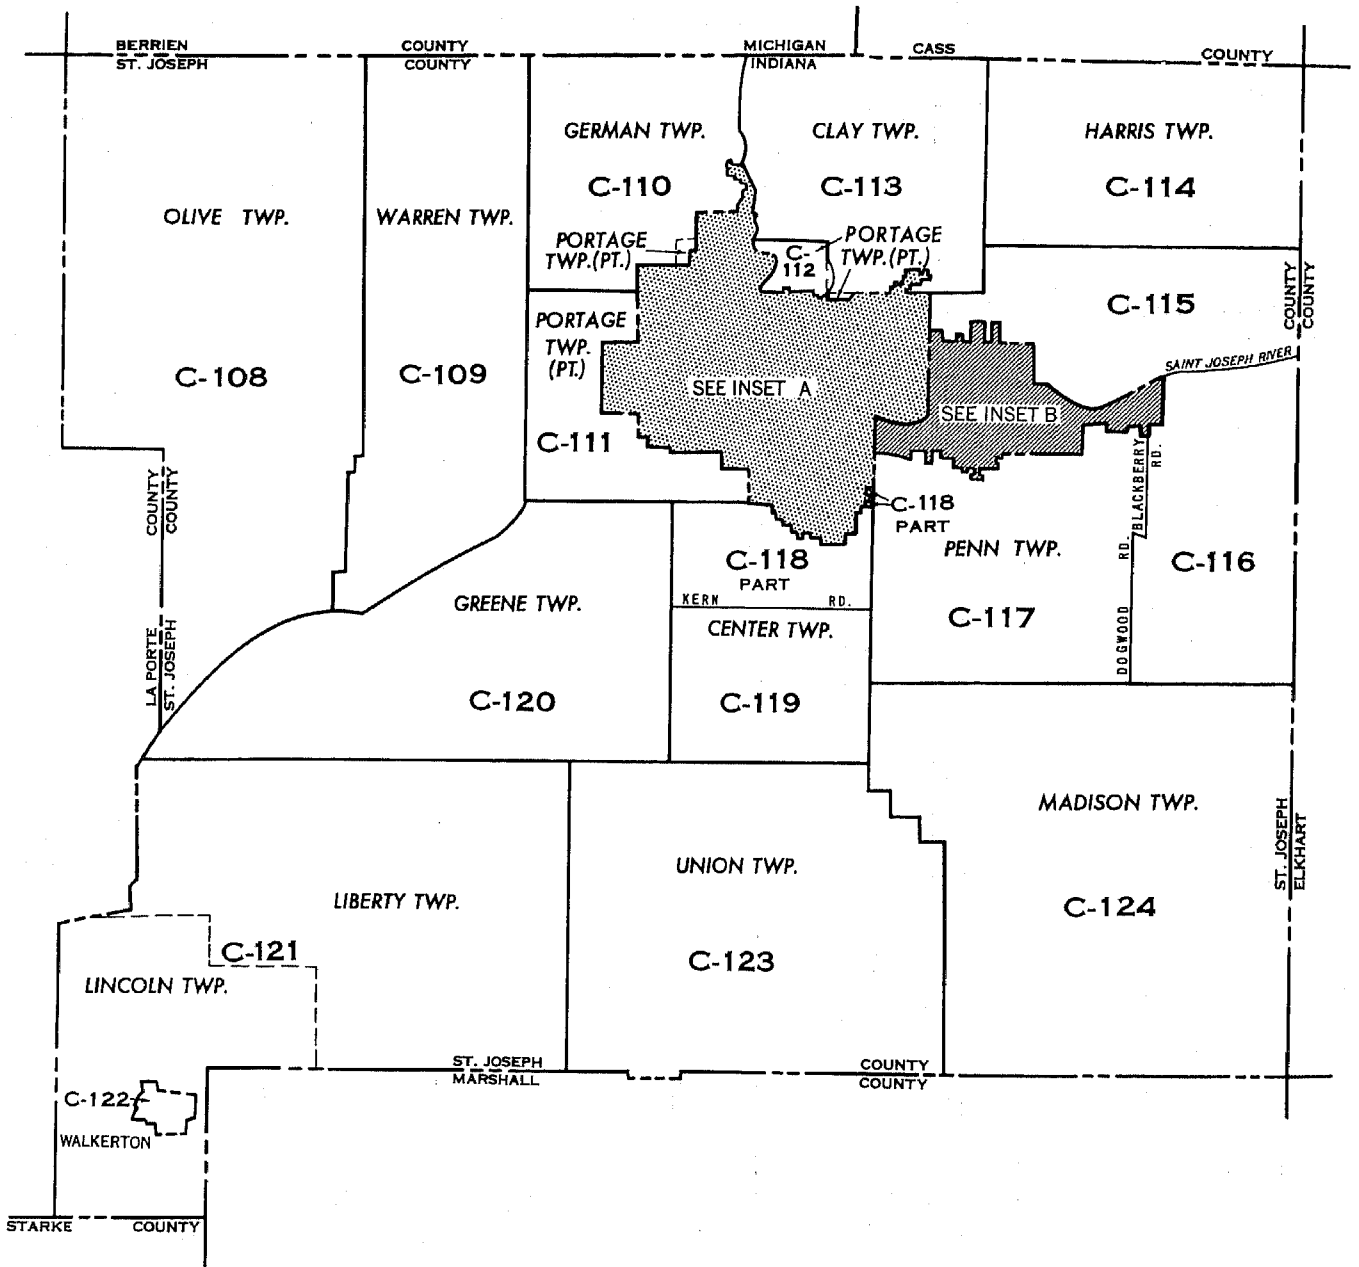 BERRIEN COUNTY MICHIGAN CASS COUNTY
ST. JOSEPH COUNTY INDIANA
GERMAN TWP.
CLAY TWP.
HARRIS TWP.
C-110
C-113
C-114
OLIVE TWP.
WARREN TWP.
PORTAGE
TWP.(PT.)
C-
112
PORTAGE
TWP.(PT.)
COUNTY
COUNTY
C-115
PORTAGE
TWP.
(PT.)
SAINT JOSEPH RIVER
C-108
C-109
SEE INSET A
SEE INSET B
C-111
BLACKBERRY
RD.
COUNTY
COUNTY
C-118
PART
PENN TWP.
C-118
PART
C-116
KERN RD.
GREENE TWP.
C-117
DOGWOOD RD.
CENTER TWP.
LA PORTE
ST. JOSEPH
C-120
C-119
MADISON TWP.
ST. JOSEPH
ELKHART
UNION TWP.
LIBERTY TWP.
C-124
C-121
C-123
LINCOLN TWP.
ST. JOSEPH COUNTY
MARSHALL COUNTY
C-122
WALKERTON
STARKE COUNTY